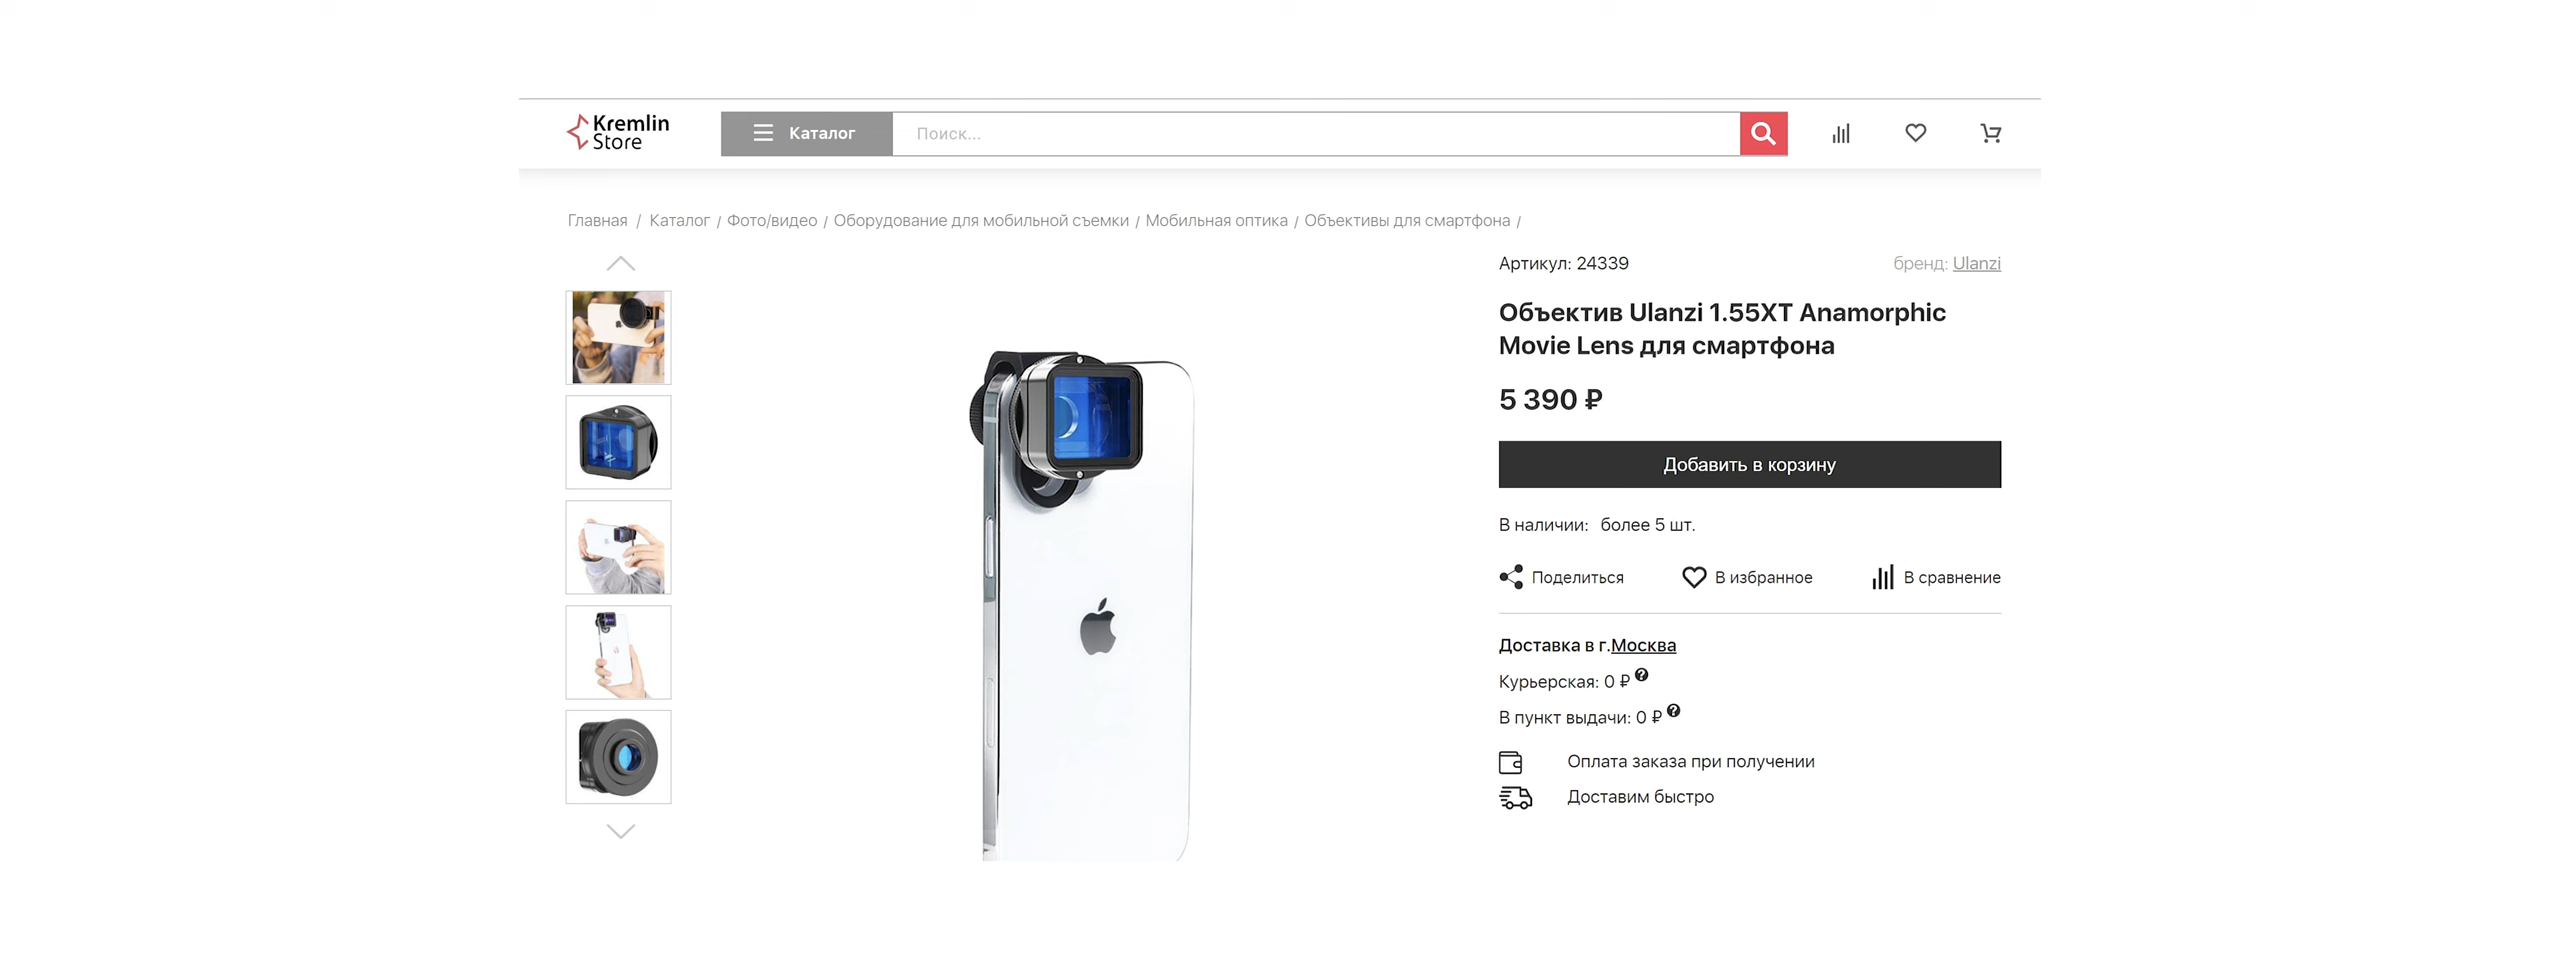 Kremlin
Store
Каталог
Поиск...
Главная / Каталог / Фото/видео / Оборудование для мобильной съемки / Мобильная оптика / Объективы для смартфона /
Артикул: 24339
бренд: Ulanzi
Объектив Ulanzi 1.55XT Anamorphic
Movie Lens для смартфона
5 390 ₽
Добавить в корзину
В наличии: более 5 шт.
Поделиться
В избранное
В сравнение
Доставка в г.Москва
Курьерская: 0 ₽ ?
В пункт выдачи: 0 ₽ ?
Оплата заказа при получении
Доставим быстро